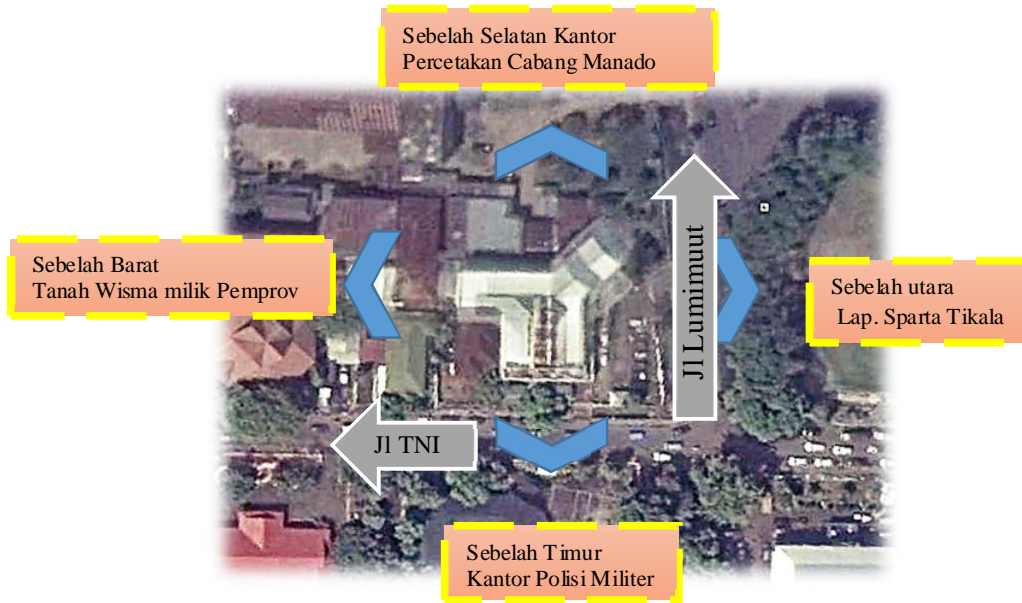 Sebelah Selatan Kantor
Percetakan Cabang Manado
Sebelah Barat
Tanah Wisma milik Pemprov
Sebelah utara
Lap. Sparta Tikala
Jl Lumimuut
Jl TNI
Sebelah Timur
Kantor Polisi Militer